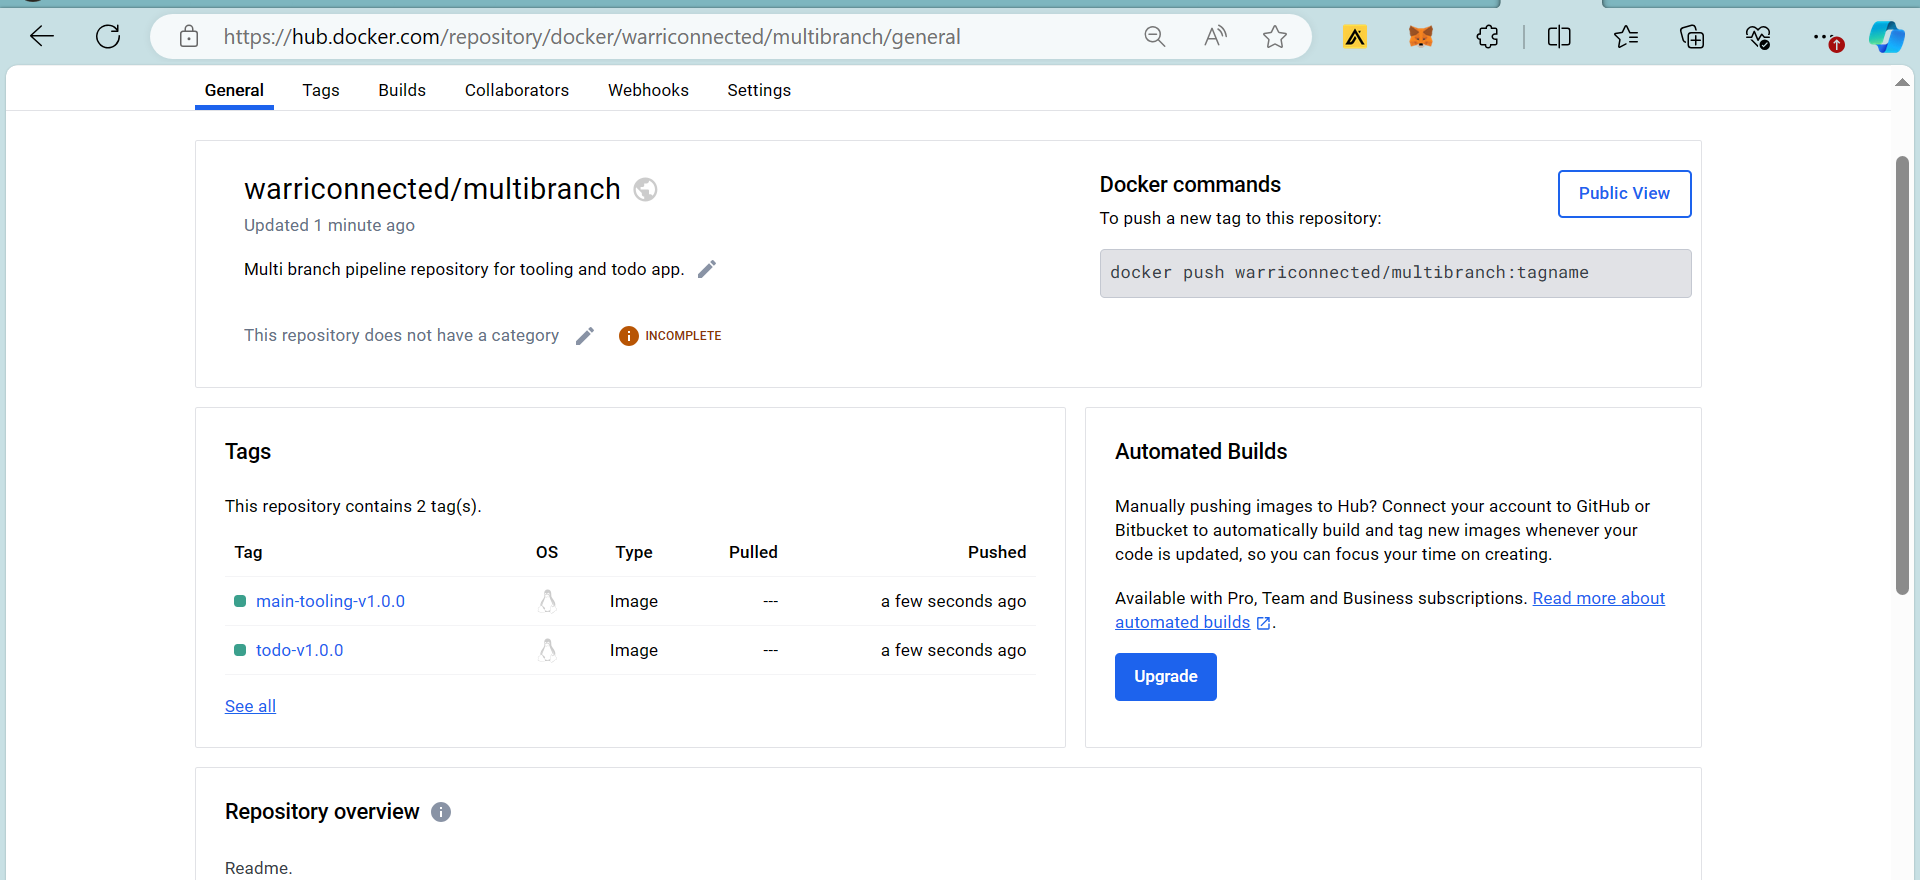 https://hub.docker.com/repository/docker/warriconnected/multibranch/general
General Tags Builds Collaborators Webhooks Settings
warriconnected/multibranch
Updated 1 minute ago
Multi branch pipeline repository for tooling and todo app.
This repository does not have a category INCOMPLETE
Docker commands
Public View
To push a new tag to this repository:
docker push warriconnected/multibranch:tagname
Tags
This repository contains 2 tag(s).
Tag OS Type Pulled Pushed
main-tooling-v1.0.0 Image --- a few seconds ago
todo-v1.0.0 Image --- a few seconds ago
See all
Automated Builds
Manually pushing images to Hub? Connect your account to GitHub or
Bitbucket to automatically build and tag new images whenever your
code is updated, so you can focus your time on creating.
Available with Pro, Team and Business subscriptions. Read more about
automated builds .
Upgrade
Repository overview
Readme.